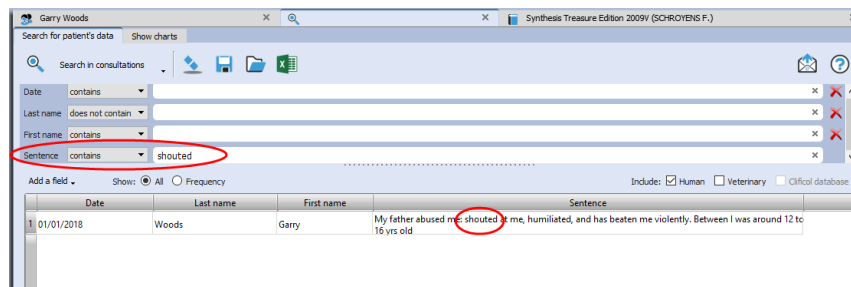 Garry Woods
Synthesis Treasure Edition 2009V (SCHROYENS F.)
Search for patient's data Show charts
Search in consultations
Date contains
Last name does not contain
First name contains
Sentence contains shouted
Add a field Show: All Frequency Include: Human Veterinary Clificol database
Date Last name First name Sentence
1 01/01/2018 Woods Garry My father abused me: shouted at me, humiliated, and has beaten me violently. Between I was around 12 to
16 yrs old